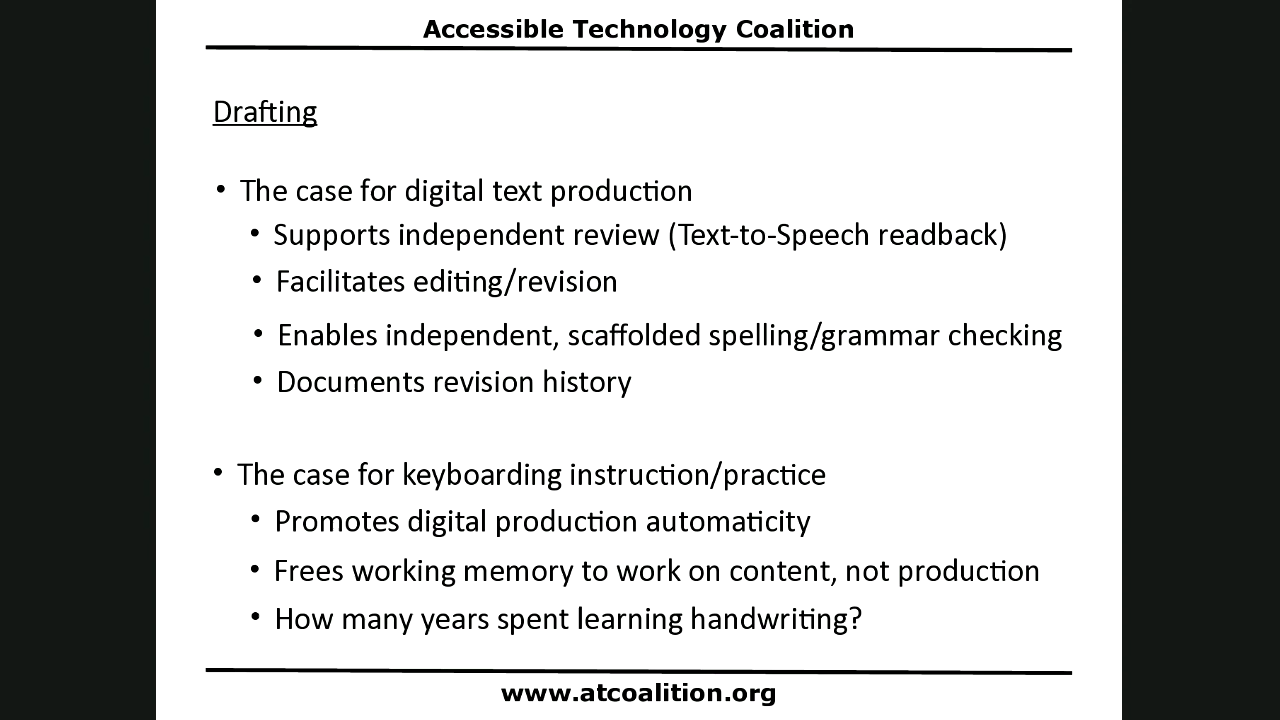 Accessible Technology Coalition
Drafting
• The case for digital text production
• Supports independent review (Text-to-Speech readback)
• Facilitates editing/revision
• Enables independent, scaffolded spelling/grammar checking
• Documents revision history
• The case for keyboarding instruction/practice
• Promotes digital production automaticity
• Frees working memory to work on content, not production
• How many years spent learning handwriting?
www.atcoalition.org